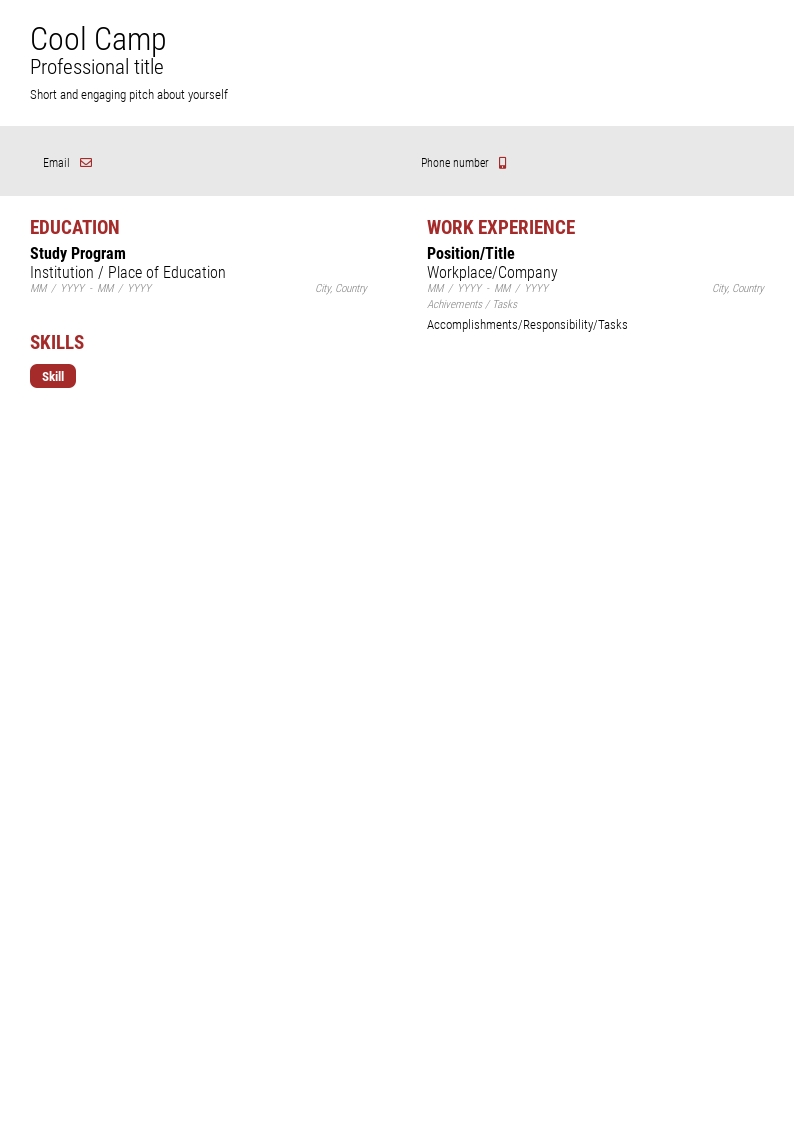 Cool Camp
Professional title
Short and engaging pitch about yourself
Email
Phone number
EDUCATION
Study Program
Institution / Place of Education
MM / YYYY - MM / YYYY City, Country
SKILLS
Skill
WORK EXPERIENCE
Position/Title
Workplace/Company
MM / YYYY - MM / YYYY City, Country
Achivements / Tasks
Accomplishments/Responsibility/Tasks